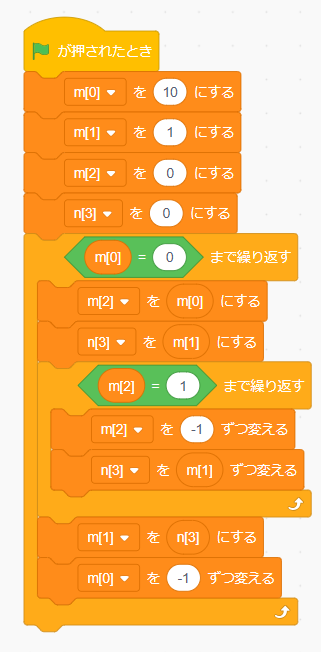 が押されたとき
m[0] を 10 にする
m[1] を 1 にする
m[2] を 0 にする
n[3] を 0 にする
m[0] = 0 まで繰り返す
m[2] を m[0] にする
n[3] を m[1] にする
m[2] = 1 まで繰り返す
m[2] を -1 ずつ変える
n[3] を m[1] ずつ変える
m[1] を n[3] にする
m[0] を -1 ずつ変える